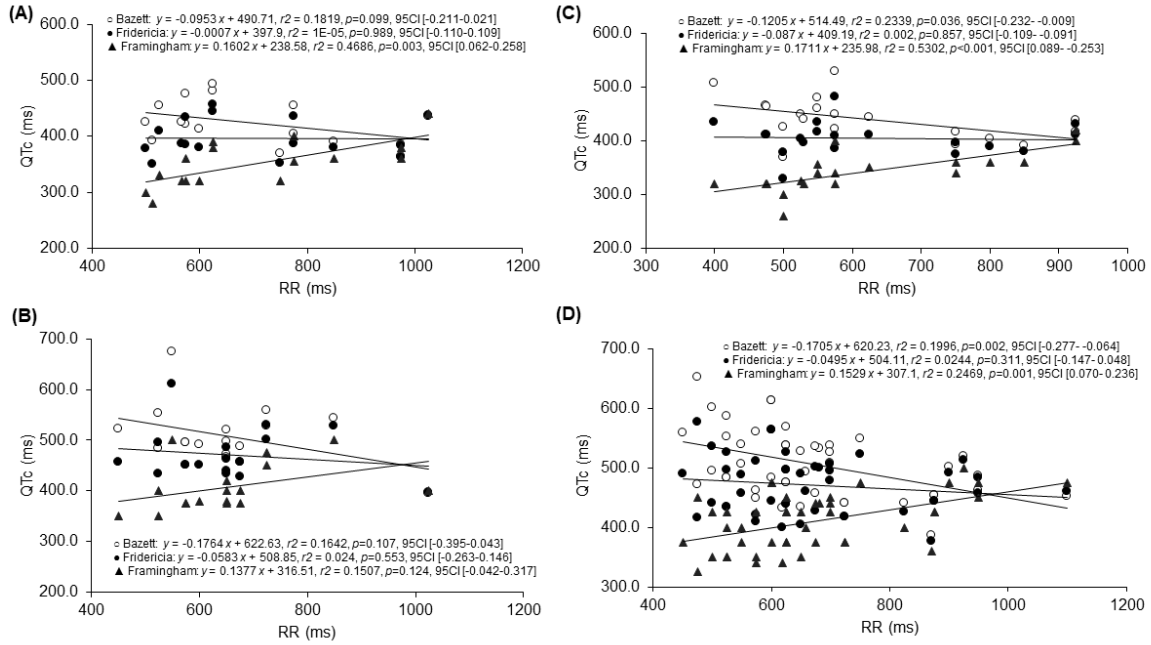 (A)
○ Bazett: y = -0.0953 x + 490.71, r2 = 0.1819, p=0.099, 95CI [-0.211-0.021]
● Fridericia: y = -0.0007 x + 397.9, r2 = 1E-05, p=0.989, 95CI [-0.110-0.109]
▲ Framingham: y = 0.1602 x + 238.58, r2 = 0.4686, p=0.003, 95CI [0.062-0.258]
600.0
500.0
400.0
300.0
200.0
QTc (ms)
400 600 800 1000 1200
RR (ms)
(B)
700.0
600.0
500.0
400.0
300.0
200.0
QTc (ms)
○ Bazett: y = -0.1764 x + 622.63, r2 = 0.1642, p=0.107, 95CI [-0.395-0.043]
● Fridericia: y = -0.0583 x + 508.85, r2 = 0.024, p=0.553, 95CI [-0.263-0.146]
▲ Framingham: y = 0.1377 x + 316.51, r2 = 0.1507, p=0.124, 95CI [-0.042-0.317]
400 600 800 1000 1200
RR (ms)
(C)
○ Bazett: y = -0.1205 x + 514.49, r2 = 0.2339, p=0.036, 95CI [-0.232- -0.009]
● Fridericia: y = -0.087 x + 409.19, r2 = 0.002, p=0.857, 95CI [-0.109- -0.091]
▲ Framingham: y = 0.1711 x + 235.98, r2 = 0.5302, p<0.001, 95CI [0.089- -0.253]
600.0
500.0
400.0
300.0
200.0
QTc (ms)
300 400 500 600 700 800 900 1000
RR (ms)
(D)
○ Bazett: y = -0.1705 x + 620.23, r2 = 0.1996, p=0.002, 95CI [-0.277- -0.064]
● Fridericia: y = -0.0495 x + 504.11, r2 = 0.0244, p=0.311, 95CI [-0.147- 0.048]
▲ Framingham: y = 0.1529 x + 307.1, r2 = 0.2469, p=0.001, 95CI [0.070- 0.236]
700.0
600.0
500.0
400.0
300.0
QTc (ms)
400 600 800 1000 1200
RR (ms)